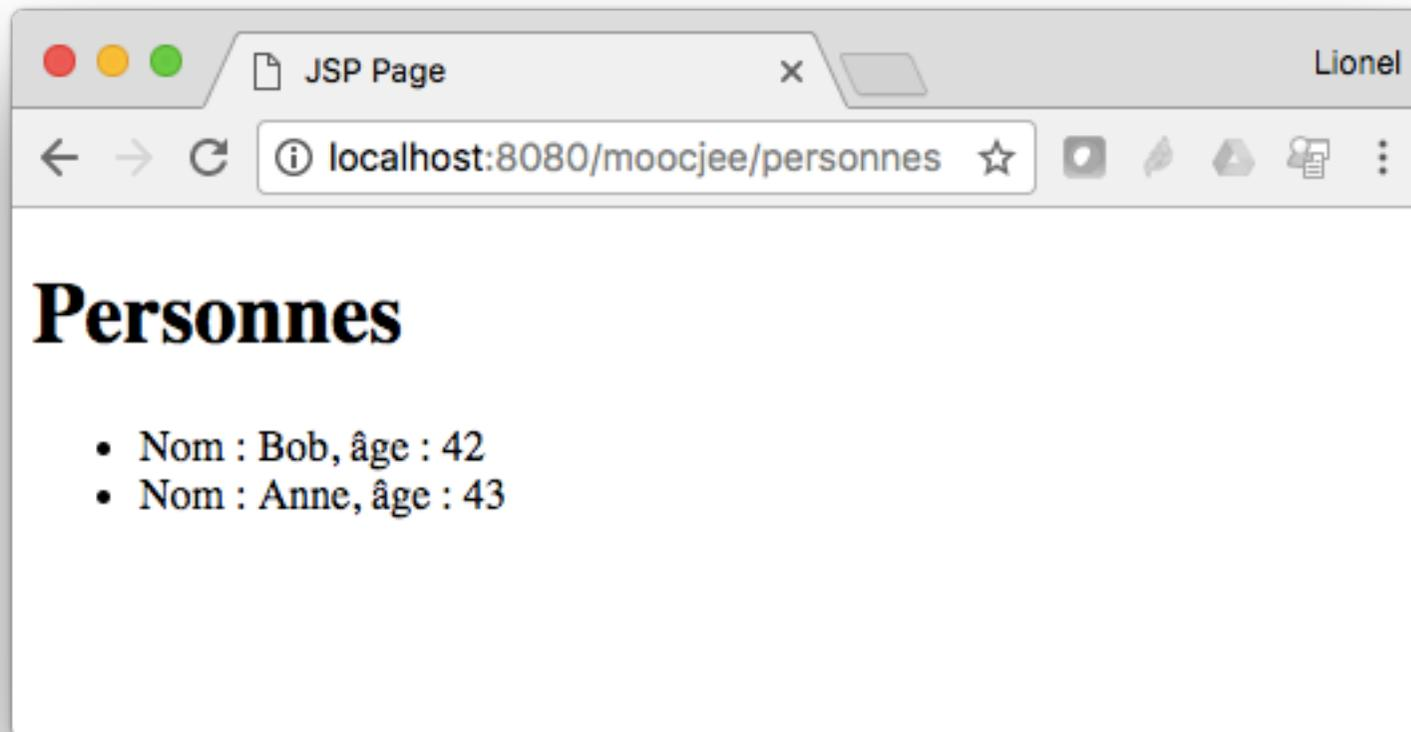 JSP Page
Lionel
localhost:8080/moocjee/personnes
Personnes
Nom : Bob, âge : 42
Nom : Anne, âge : 43